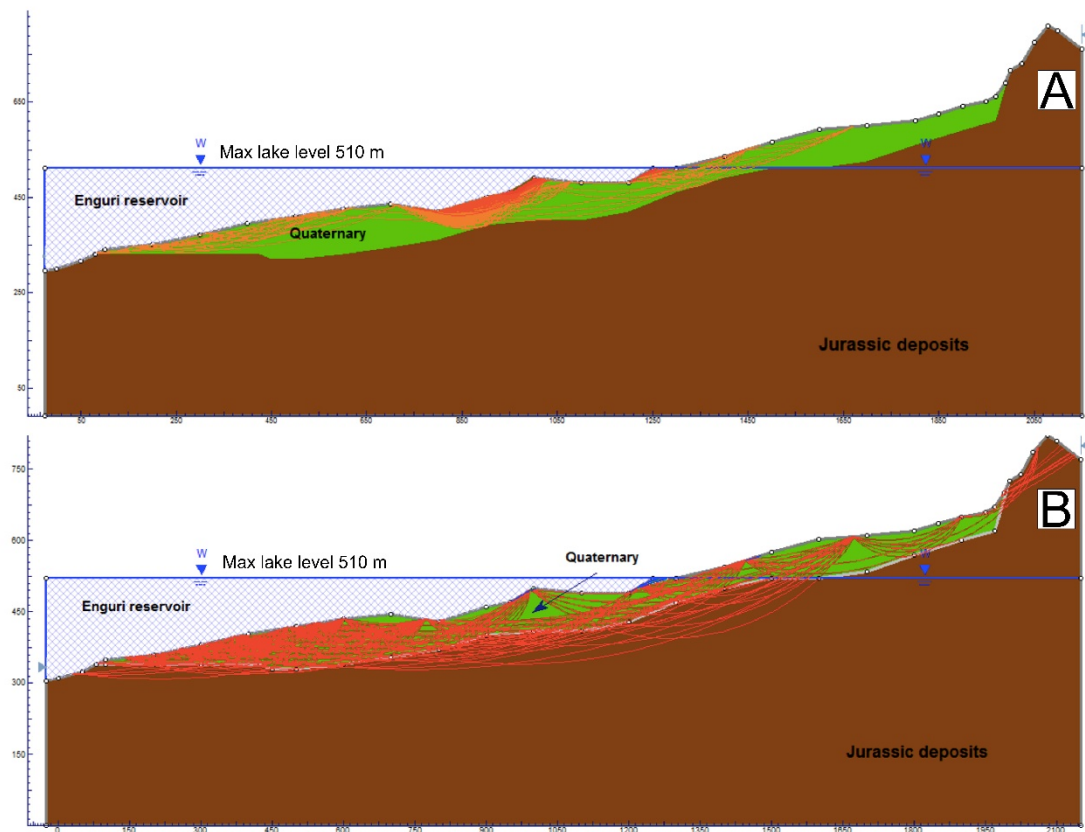 A
650
W
W
Max lake level 510 m
Enguri reservoir
450
Quaternary
250
Jurassic deposits
50
50
250
450
650
850
1050
1250
1450
1650
1850
2050
750
B
600
Quaternary
W
W
Max lake level 510 m
Enguri reservoir
450
300
150
Jurassic deposits
0
150
300
450
600
750
900
1050
1200
1350
1500
1650
1800
1950
2100